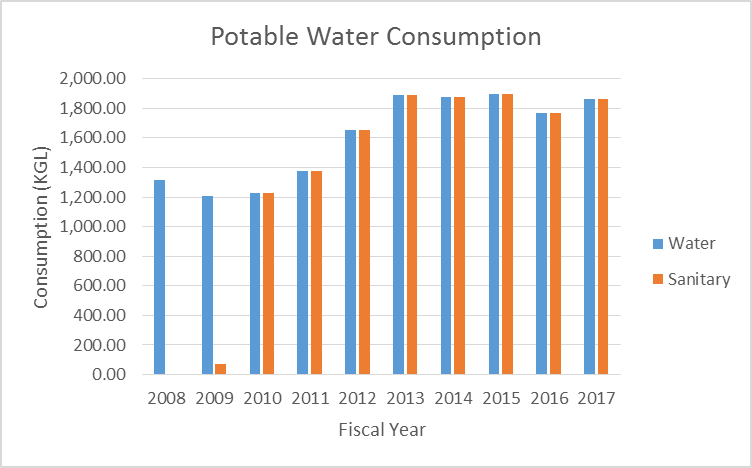 Potable Water Consumption
2,000.00
1,800.00
1,600.00
1,400.00
1,200.00
1,000.00
800.00
600.00
400.00
200.00
0.00
Consumption (KGL)
2008 2009 2010 2011 2012 2013 2014 2015 2016 2017
Fiscal Year
Water
Sanitary